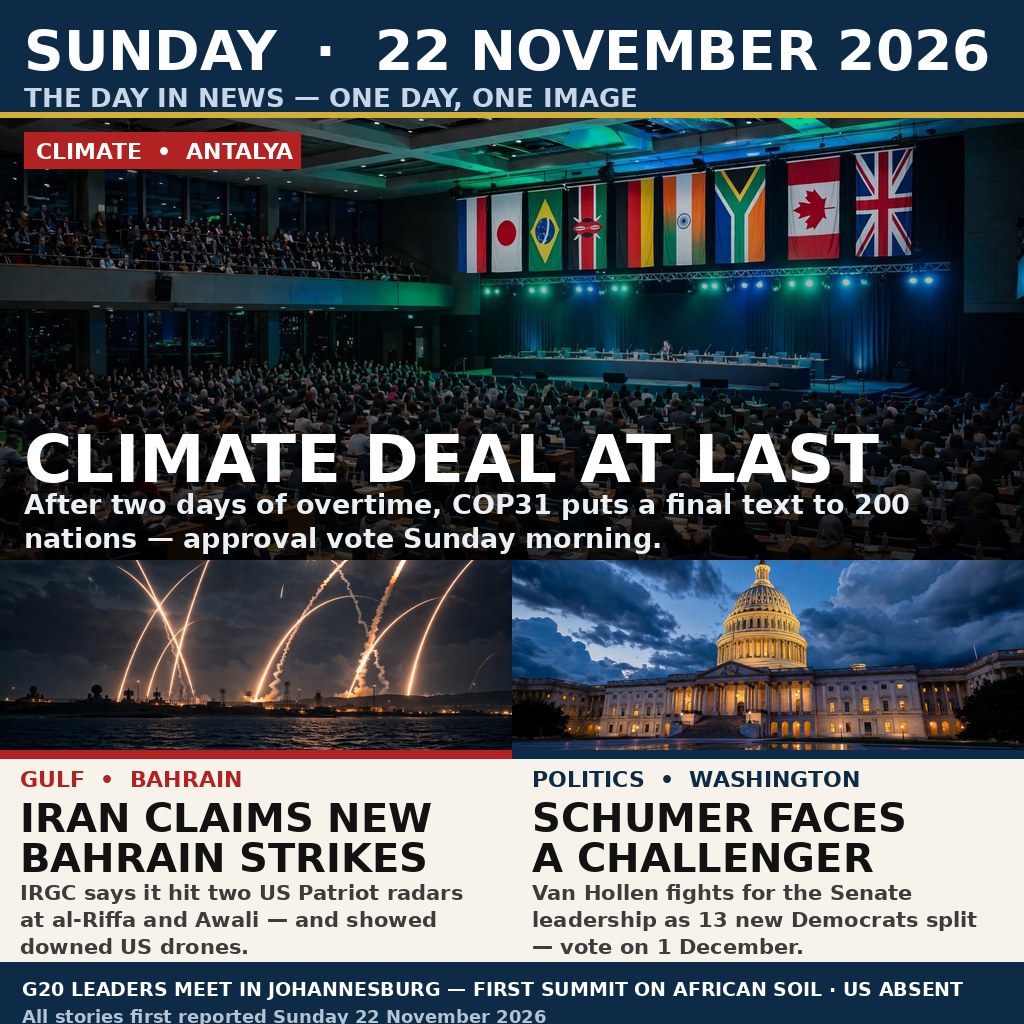 SUNDAY · 22 NOVEMBER 2026
THE DAY IN NEWS — ONE DAY, ONE IMAGE
CLIMATE • ANTALYA
CLIMATE DEAL AT LAST
After two days of overtime, COP31 puts a final text to 200
nations — approval vote Sunday morning.
GULF • BAHRAIN
IRAN CLAIMS NEW
BAHRAIN STRIKES
IRGC says it hit two US Patriot radars
at al-Riffa and Awali — and showed
downed US drones.
POLITICS • WASHINGTON
SCHUMER FACES
A CHALLENGER
Van Hollen fights for the Senate
leadership as 13 new Democrats split
— vote on 1 December.
G20 LEADERS MEET IN JOHANNESBURG — FIRST SUMMIT ON AFRICAN SOIL · US ABSENT
All stories first reported Sunday 22 November 2026